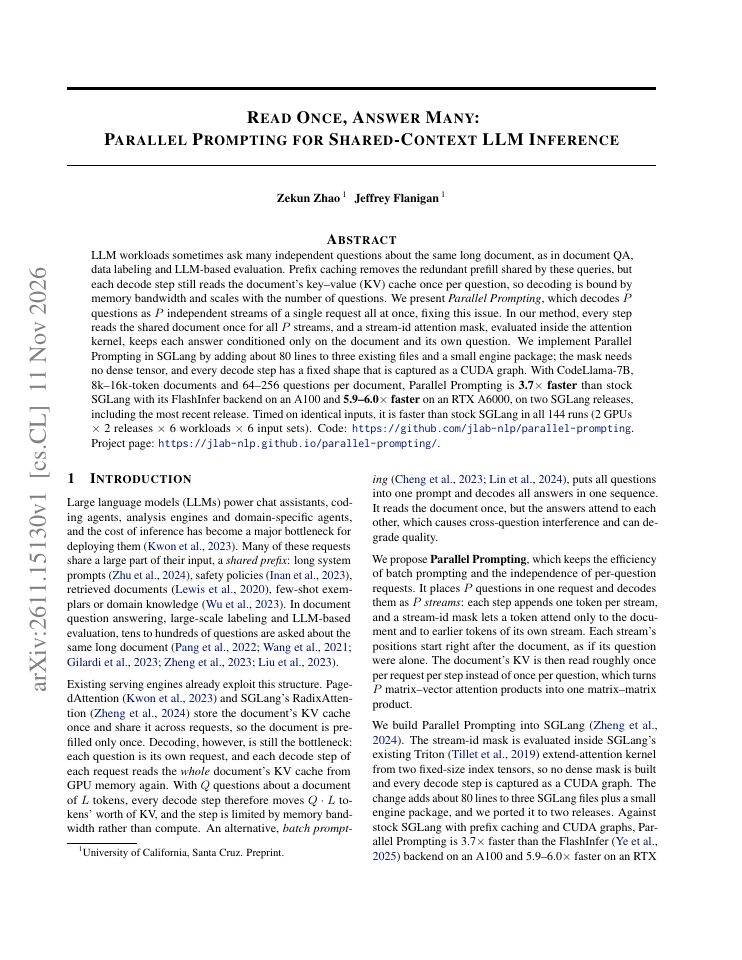 READ ONCE, ANSWER MANY:
PARALLEL PROMPTING FOR SHARED-CONTEXT LLM INFERENCE
Zekun Zhao 1 Jeffrey Flanigan 1
ABSTRACT
LLM workloads sometimes ask many independent questions about the same long document, as in document QA,
data labeling and LLM-based evaluation. Prefix caching removes the redundant prefill shared by these queries, but
each decode step still reads the document's key–value (KV) cache once per question, so decoding is bound by
memory bandwidth and scales with the number of questions. We present Parallel Prompting, which decodes P
questions as P independent streams of a single request all at once, fixing this issue. In our method, every step
reads the shared document once for all P streams, and a stream-id attention mask, evaluated inside the attention
kernel, keeps each answer conditioned only on the document and its own question. We implement Parallel
Prompting in SGLang by adding about 80 lines to three existing files and a small engine package; the mask needs
no dense tensor, and every decode step has a fixed shape that is captured as a CUDA graph. With CodeLlama-7B,
8k–16k-token documents and 64–256 questions per document, Parallel Prompting is 3.7× faster than stock
SGLang with its FlashInfer backend on an A100 and 5.9–6.0× faster on an RTX A6000, on two SGLang releases,
including the most recent release. Timed on identical inputs, it is faster than stock SGLang in all 144 runs (2 GPUs
× 2 releases × 6 workloads × 6 input sets). Code: https://github.com/jlab-nlp/parallel-prompting.
Project page: https://jlab-nlp.github.io/parallel-prompting/.
arXiv:2611.15130v1 [cs.CL] 11 Nov 2026
1 INTRODUCTION
Large language models (LLMs) power chat assistants, cod-
ing agents, analysis engines and domain-specific agents,
and the cost of inference has become a major bottleneck for
deploying them (Kwon et al., 2023). Many of these requests
share a large part of their input, a shared prefix: long system
prompts (Zhu et al., 2024), safety policies (Inan et al., 2023),
retrieved documents (Lewis et al., 2020), few-shot exem-
plars or domain knowledge (Wu et al., 2023). In document
question answering, large-scale labeling and LLM-based
evaluation, tens to hundreds of questions are asked about the
same long document (Pang et al., 2022; Wang et al., 2021;
Gilardi et al., 2023; Zheng et al., 2023; Liu et al., 2023).
Existing serving engines already exploit this structure. Page-
dAttention (Kwon et al., 2023) and SGLang's RadixAtten-
tion (Zheng et al., 2024) store the document's KV cache
once and share it across requests, so the document is pre-
filled only once. Decoding, however, is still the bottleneck:
each question is its own request, and each decode step of
each request reads the whole document's KV cache from
GPU memory again. With Q questions about a document
of L tokens, every decode step therefore moves Q · L to-
kens' worth of KV, and the step is limited by memory band-
width rather than compute. An alternative, batch prompt-
1University of California, Santa Cruz. Preprint.
ing (Cheng et al., 2023; Lin et al., 2024), puts all questions
into one prompt and decodes all answers in one sequence.
It reads the document once, but the answers attend to each
other, which causes cross-question interference and can de-
grade quality.
We propose Parallel Prompting, which keeps the efficiency
of batch prompting and the independence of per-question
requests. It places P questions in one request and decodes
them as P streams: each step appends one token per stream,
and a stream-id mask lets a token attend only to the docu-
ment and to earlier tokens of its own stream. Each stream's
positions start right after the document, as if its question
were alone. The document's KV is then read roughly once
per request per step instead of once per question, which turns
P matrix–vector attention products into one matrix–matrix
product.
We build Parallel Prompting into SGLang (Zheng et al.,
2024). The stream-id mask is evaluated inside SGLang's
existing Triton (Tillet et al., 2019) extend-attention kernel
from two fixed-size index tensors, so no dense mask is built
and every decode step is captured as a CUDA graph. The
change adds about 80 lines to three SGLang files plus a small
engine package, and we ported it to two releases. Against
stock SGLang with prefix caching and CUDA graphs, Par-
allel Prompting is 3.7× faster than the FlashInfer (Ye et al.,
2025) backend on an A100 and 5.9–6.0× faster on an RTX